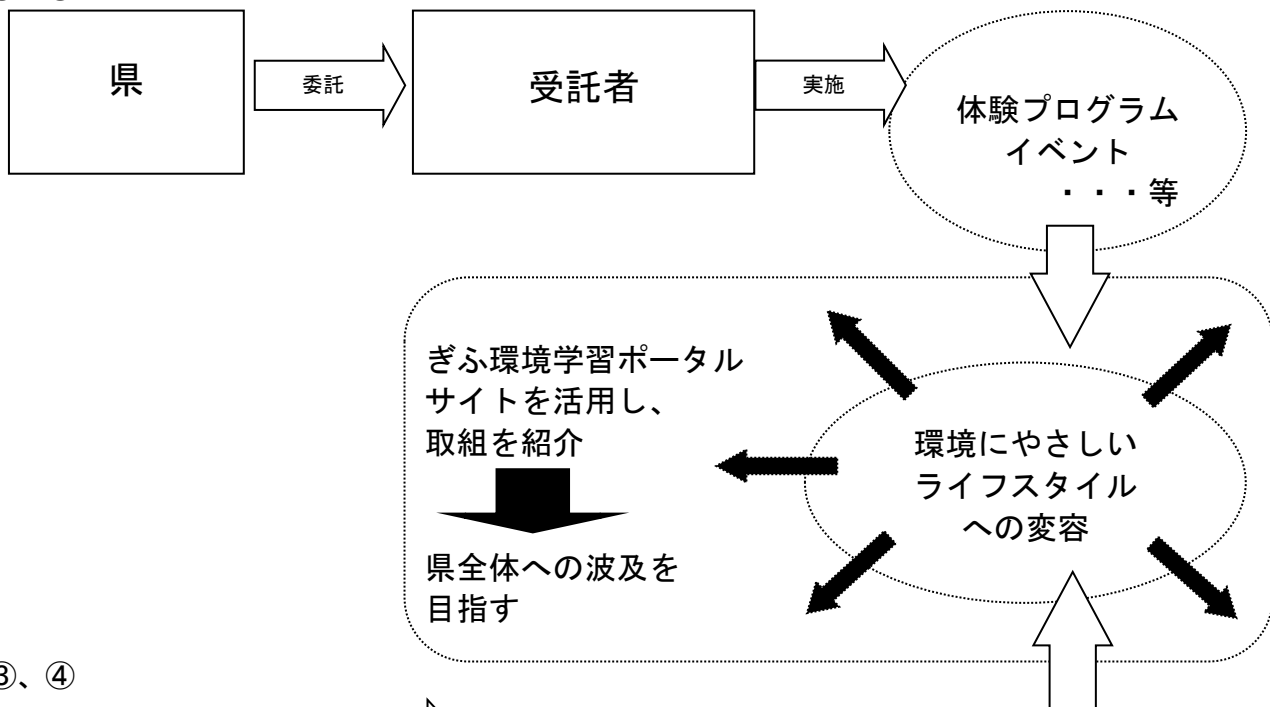 県
委託
受託者
実施
体験プログラム
イベント
・・・等
ぎふ環境学習ポータル
サイトを活用し、
取組を紹介
県全体への波及を
目指す
環境にやさしい
ライフスタイル
への変容
③、④